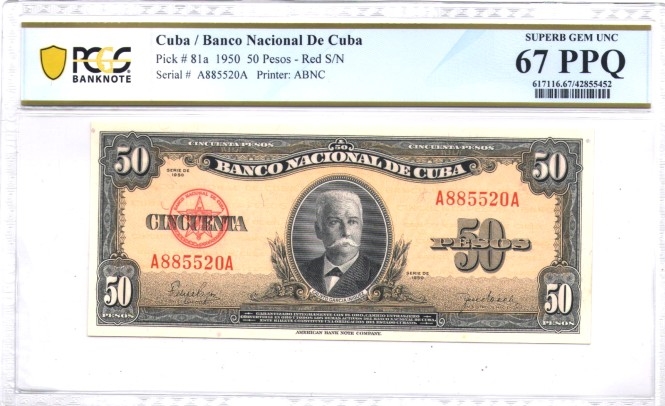 PCGS
BANKNOTE
Cuba / Banco Nacional De Cuba
Pick # 81a 1950 50 Pesos - Red S/N
Serial # A885520A Printer: ABNC
SUPERB GEM UNC
67 PPQ
617116.67/42855452
CINCUENTA PESOS
A
50
CINCUENTA PESOS
50
BANCO NACIONAL DE CUBA
50
SERIE DE
1950
A885520A
CINCUENTA
50
PESOS
A885520A
SERIE DE
1950
50
PESOS
50
PESOS
AMERICAN BANK NOTE COMPANY